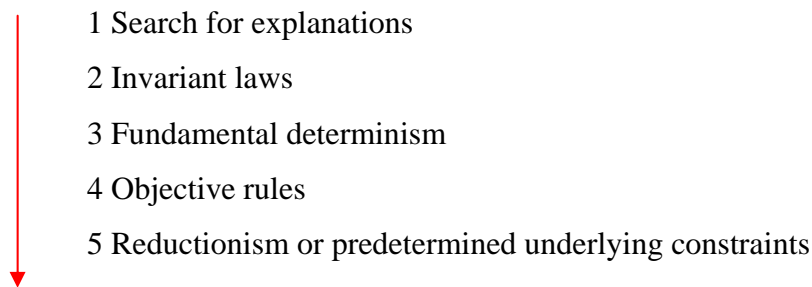 1 Search for explanations
2 Invariant laws
3 Fundamental determinism
4 Objective rules
5 Reductionism or predetermined underlying constraints